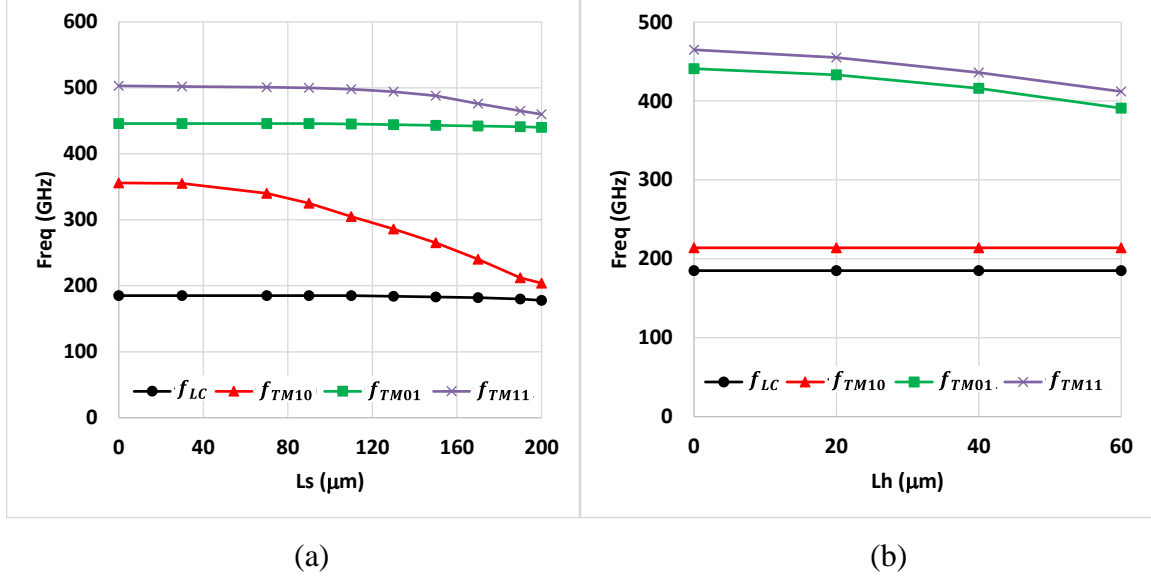 600
500
400
300
200
100
0
Freq (GHz)
f_LC f_TM10 f_TM01 f_TM11
0 40 80 120 160 200
Ls (μm)
(a)
500
400
300
200
100
0
Freq (GHz)
f_LC f_TM10 f_TM01 f_TM11
0 20 40 60
Lh (μm)
(b)